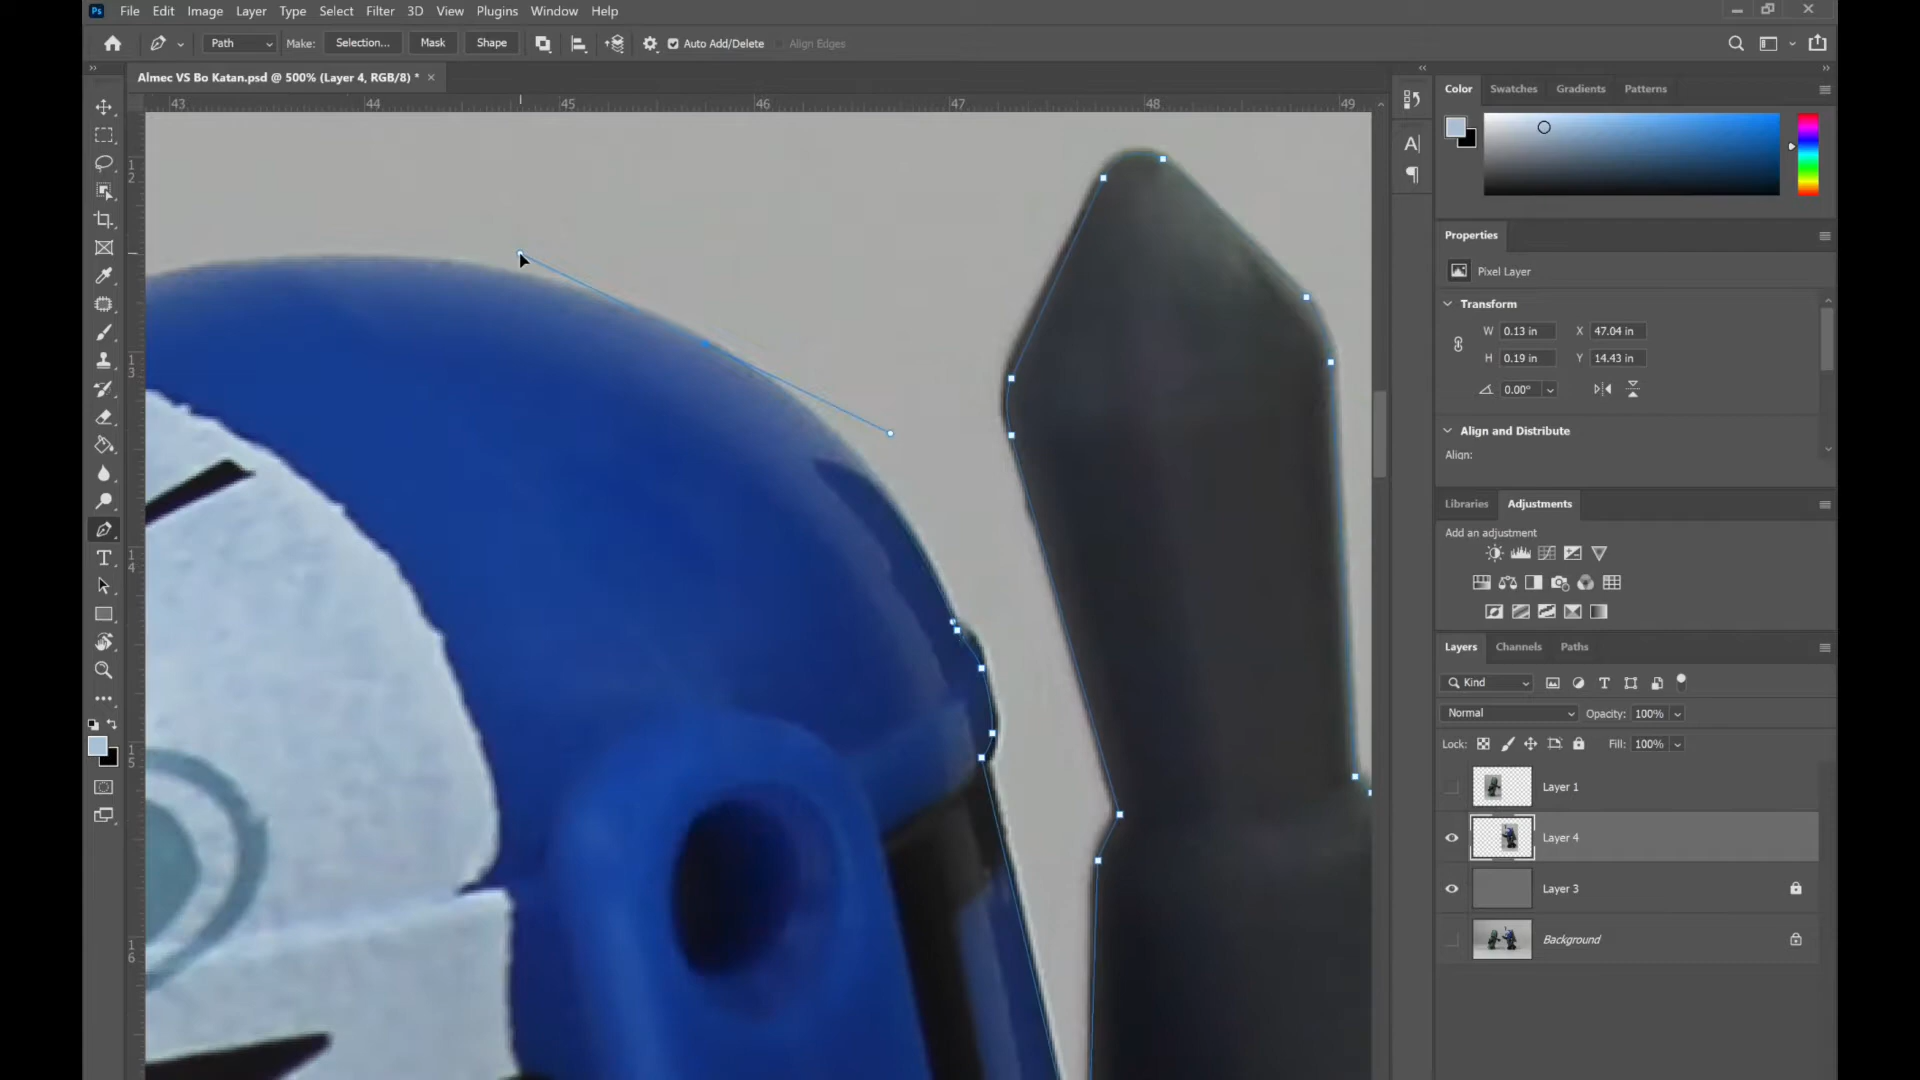 Ps File Edit Image Layer Type Select Filter 3D View Plugins Window Help
Path Make: Selection... Mask Shape Auto Add/Delete Align Edges
Almec VS Bo Katan.psd @ 500% (Layer 4, RGB/8) *
43 44 45 46 47 48 49
12
13
14
15
16
Color Swatches Gradients Patterns
Properties
Pixel Layer
Transform
W 0.13 in X 47.04 in
H 0.19 in Y 14.43 in
0.00°
Align and Distribute
Align:
Libraries Adjustments
Add an adjustment
Layers Channels Paths
Kind
Normal Opacity: 100%
Lock: Fill: 100%
Layer 1
Layer 4
Layer 3
Background